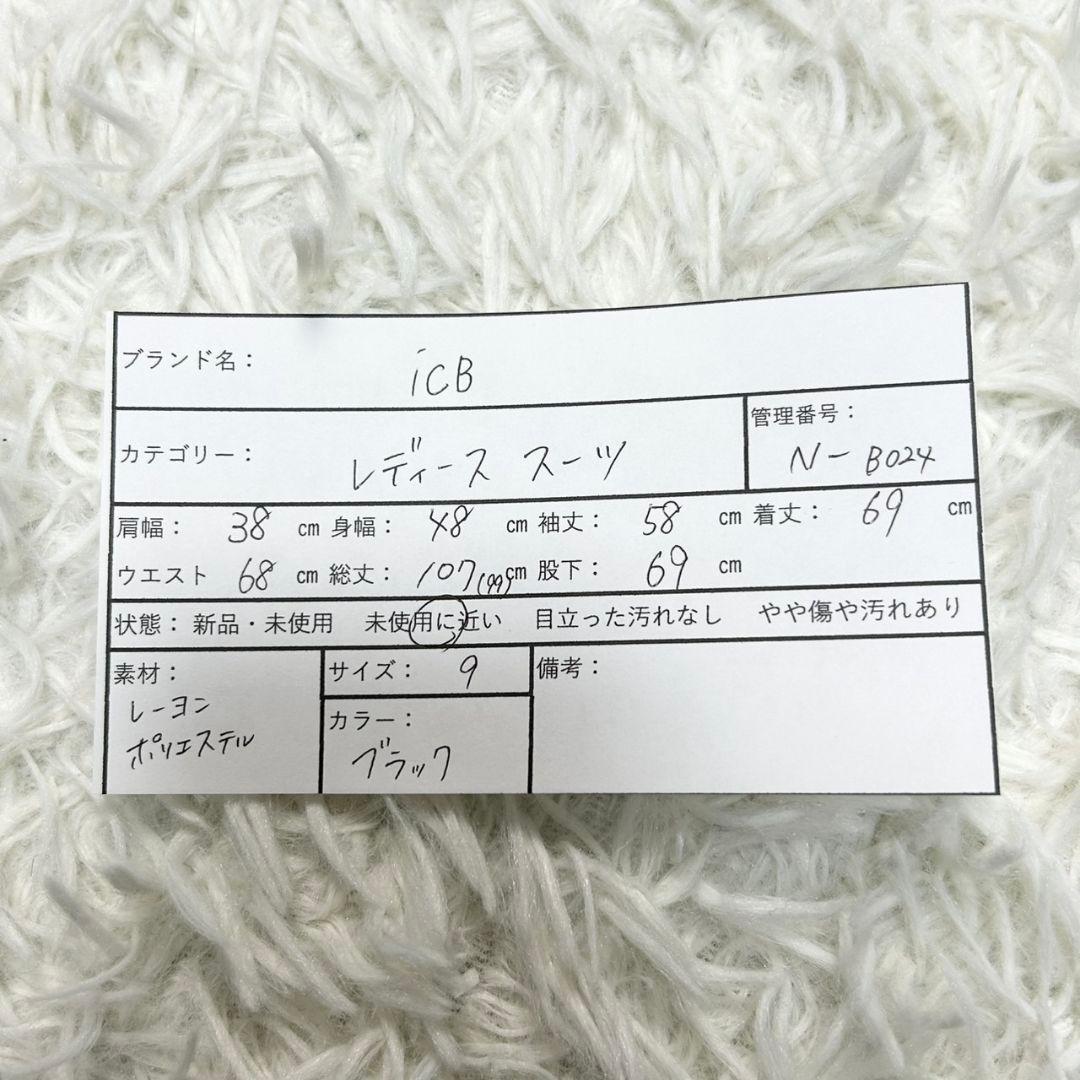 ブランド名： iCB
カテゴリー： レディース スーツ 管理番号： N-B024
肩幅： 38 cm 身幅： 48 cm 袖丈： 58 cm 着丈： 69 cm
ウエスト 68 cm 総丈： 107 cm 股下： 69 cm
状態： 新品・未使用 未使用に近い 目立った汚れなし やや傷や汚れあり
素材： サイズ： 9 備考：
レーヨン
ポリエステル
カラー：
ブラック